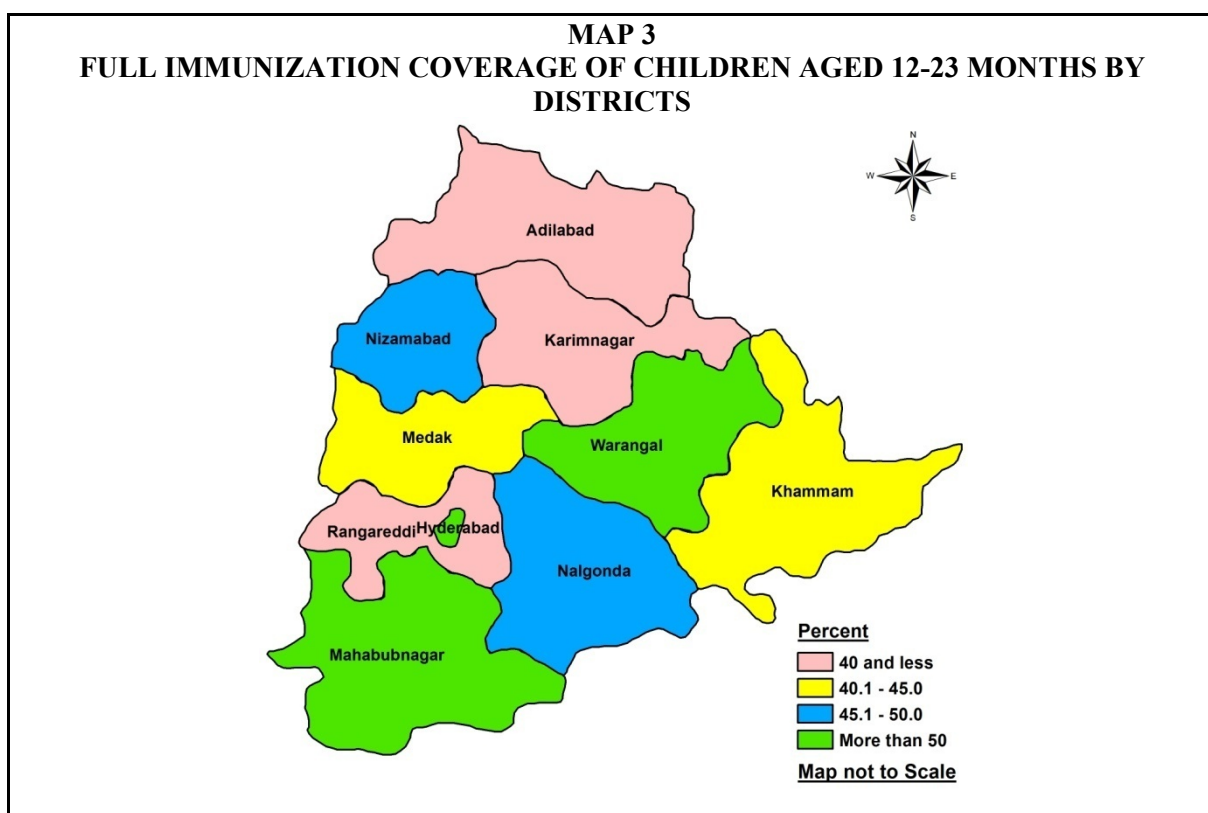 MAP 3
FULL IMMUNIZATION COVERAGE OF CHILDREN AGED 12-23 MONTHS BY
DISTRICTS
N
W E
S
Adilabad
Nizamabad
Karimnagar
Medak
Warangal
Khammam
Rangareddi
Hyderabad
Nalgonda
Mahabubnagar
Percent
40 and less
40.1 - 45.0
45.1 - 50.0
More than 50
Map not to Scale